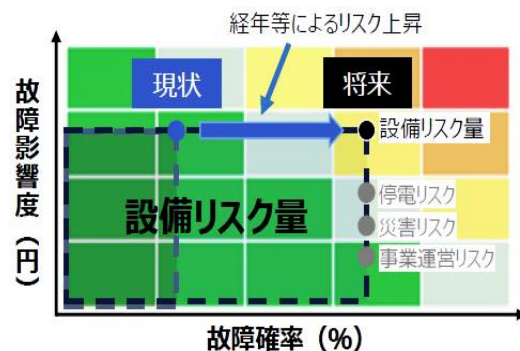 経年等によるリスク上昇
現状
将来
設備リスク量
停電リスク
設備リスク量
災害リスク
事業運営リスク
故障影響度（円）
故障確率（%）